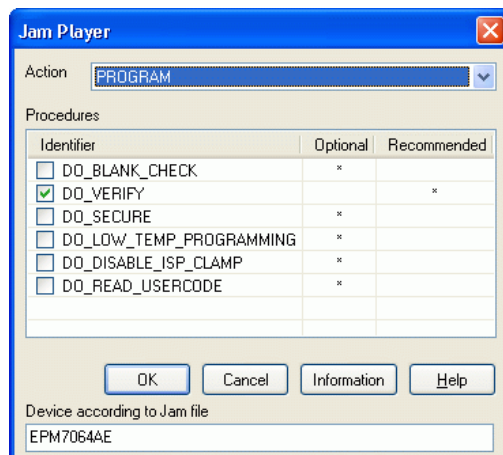 Jam Player
Action PROGRAM
Procedures
Identifier Optional Recommended
DO_BLANK_CHECK *
DO_VERIFY *
DO_SECURE *
DO_LOW_TEMP_PROGRAMMING *
DO_DISABLE_ISP_CLAMP *
DO_READ_USERCODE *
OK Cancel Information Help
Device according to Jam file
EPM7064AE